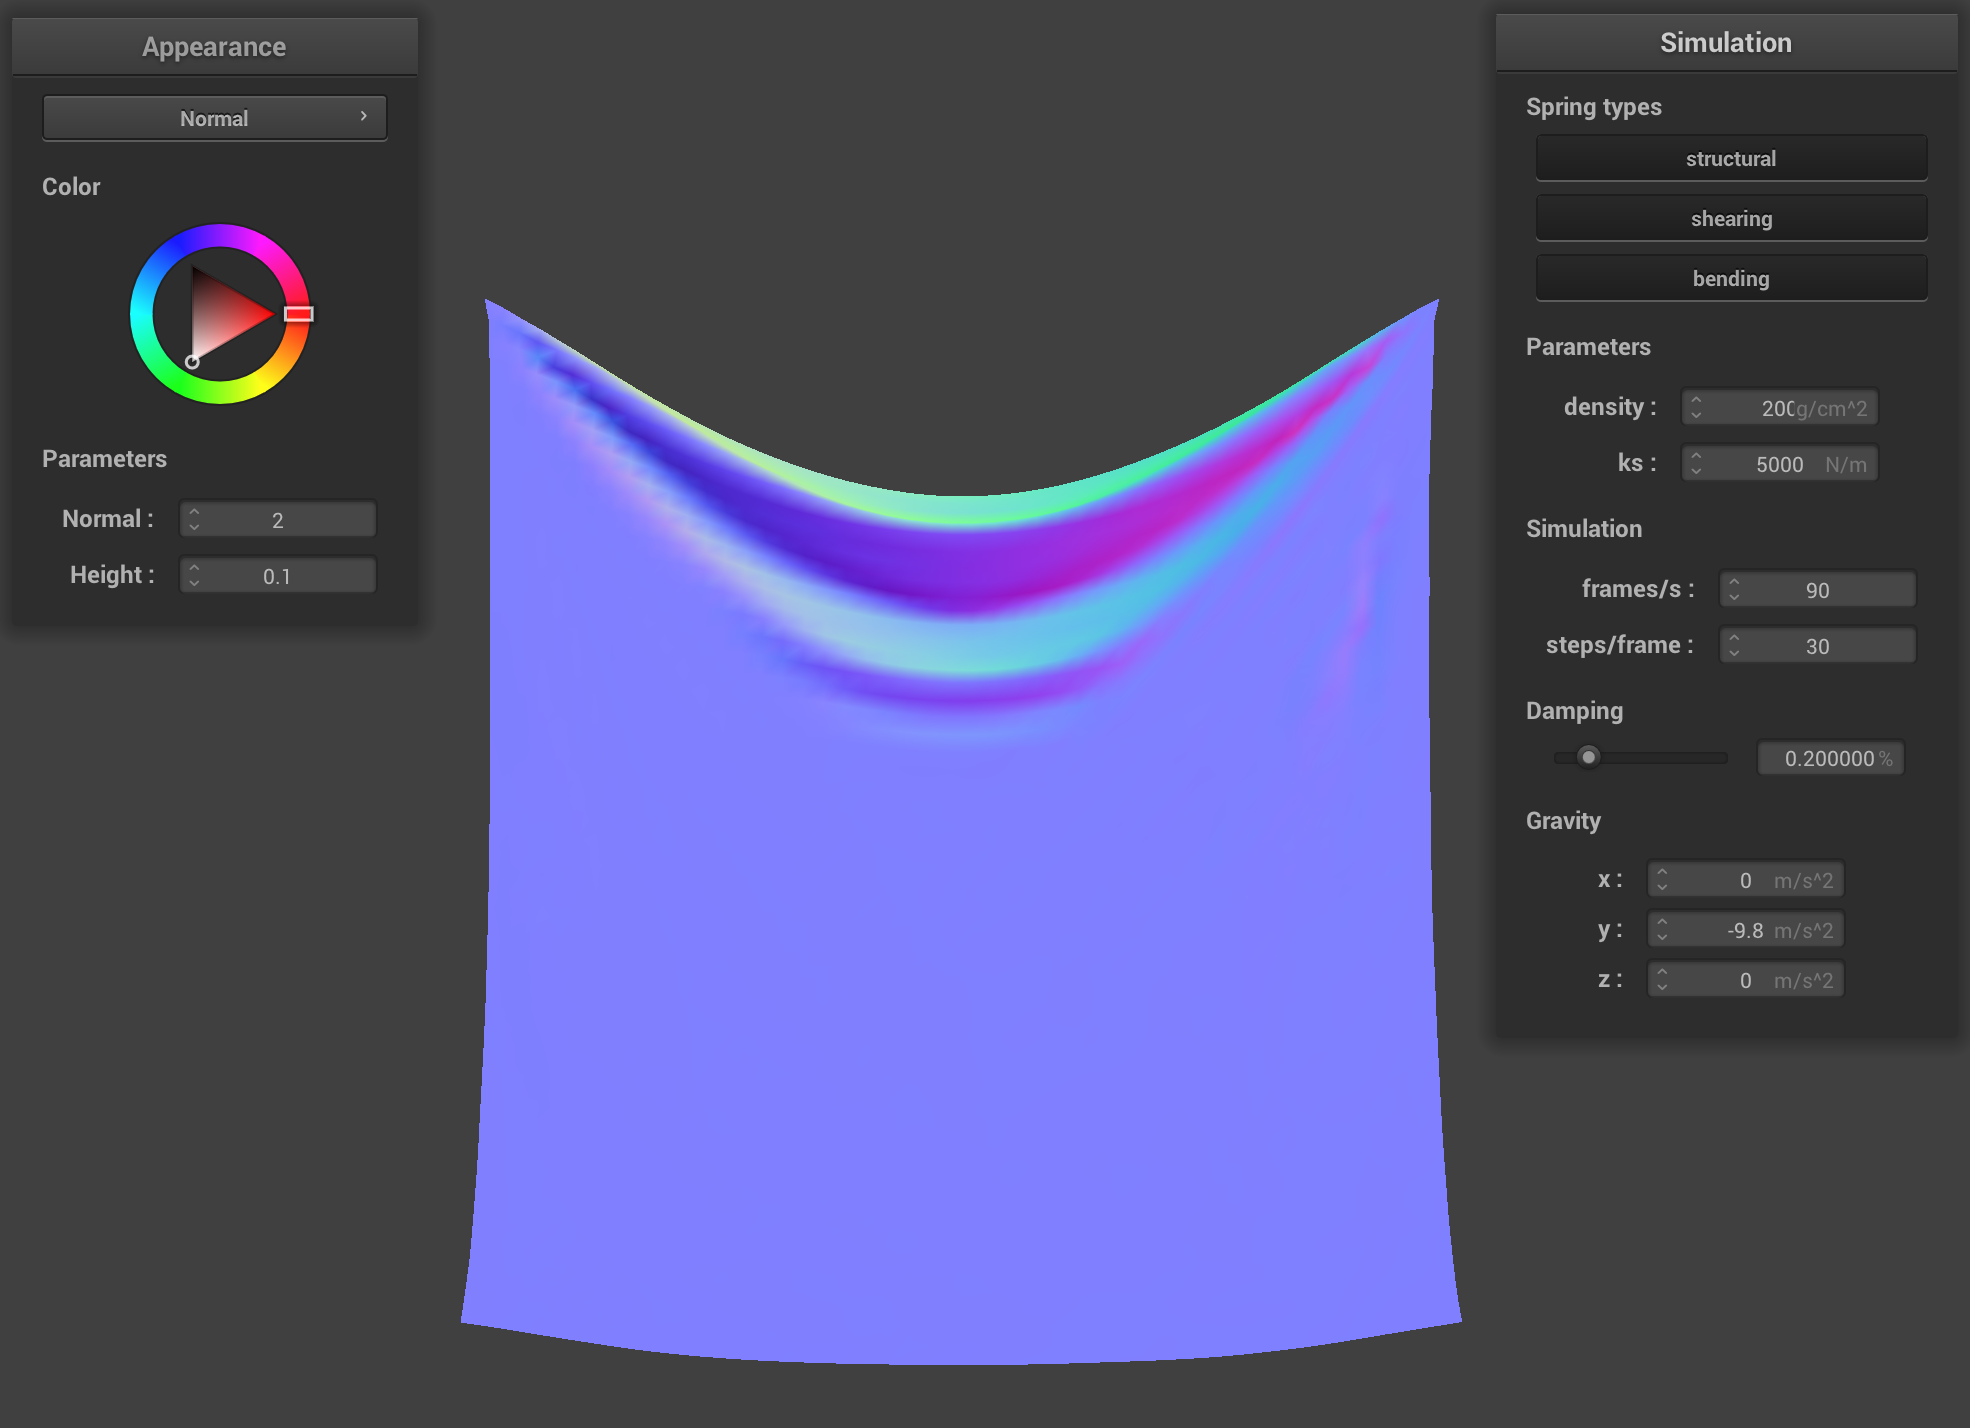 Appearance
Normal
Color
Parameters
Normal : 2
Height : 0.1
Simulation
Spring types
structural
shearing
bending
Parameters
density : 200 g/cm^2
ks : 5000 N/m
Simulation
frames/s : 90
steps/frame : 30
Damping
0.200000 %
Gravity
x : 0 m/s^2
y : -9.8 m/s^2
z : 0 m/s^2